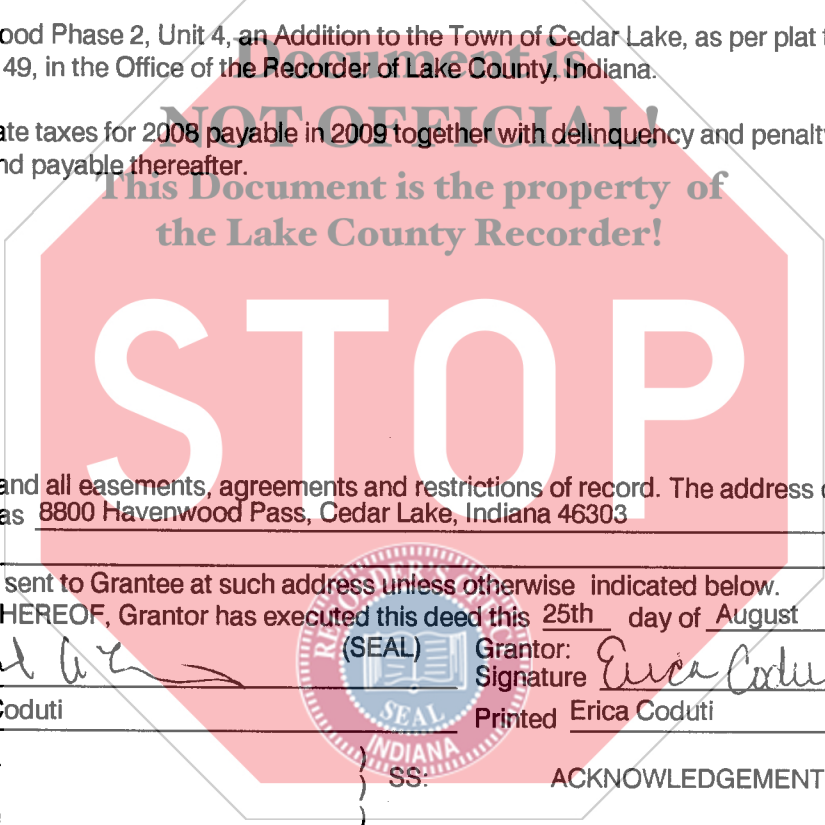 ood Phase 2, Unit 4, an Addition to the Town of Cedar Lake, as per plat
49, in the Office of the Recorder of Lake County, Indiana.
Document is
NOT OFFICIAL!
ate taxes for 2008 payable in 2009 together with delinquency and penalt
nd payable thereafter.
This Document is the property of
the Lake County Recorder!
STOP
and all easements, agreements and restrictions of record. The address
as 8800 Havenwood Pass, Cedar Lake, Indiana 46303
sent to Grantee at such address unless otherwise indicated below.
HEREOF, Grantor has executed this deed this 25th day of August
(SEAL) Grantor:
Signature Erica Codu
Coduti Printed Erica Coduti
RECORDER'S OFFICE
SEAL
INDIANA
) SS: ACKNOWLEDGEMENT
)